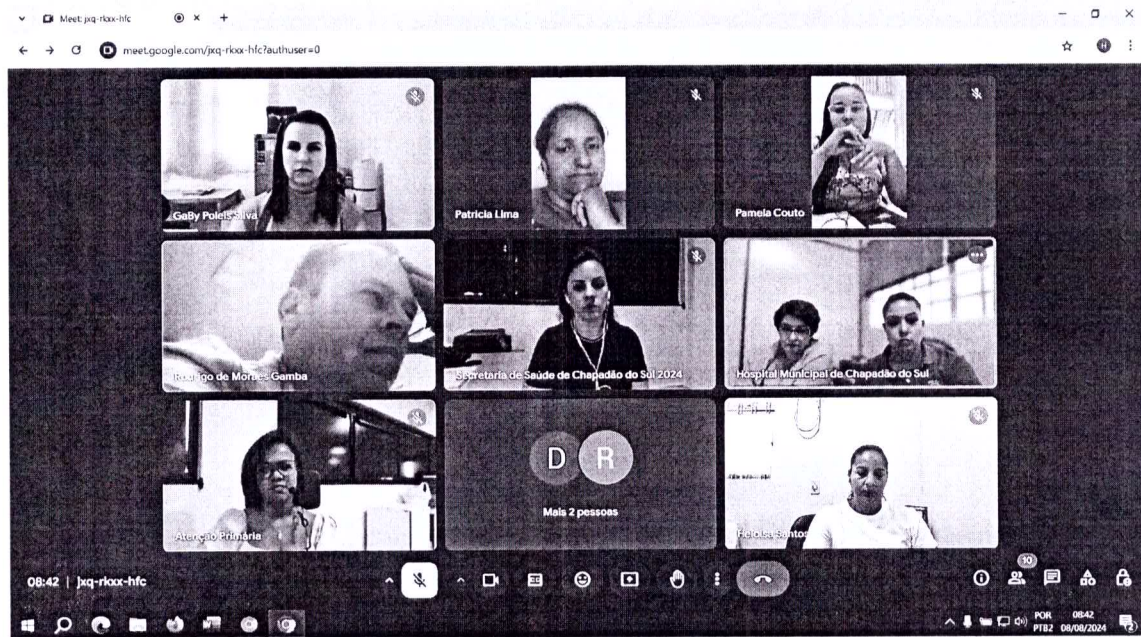 Meet: jxq-rkxx-hfc
meet.google.com/jxq-rkxx-hfc?authuser=0
H
GaBy Poleis Silva
Patricia Lima
Pamela Couto
Rodrigo de Moraes Gamba
Secretaria de Saúde de Chapadão do Sul 2024
Hospital Municipal de Chapadão do Sul
Atenção Primária
D R
Mais 2 pessoas
Heloisa Santos
08:42 | jxq-rkxx-hfc
10
POR 08:42
PTB2 08/08/2024